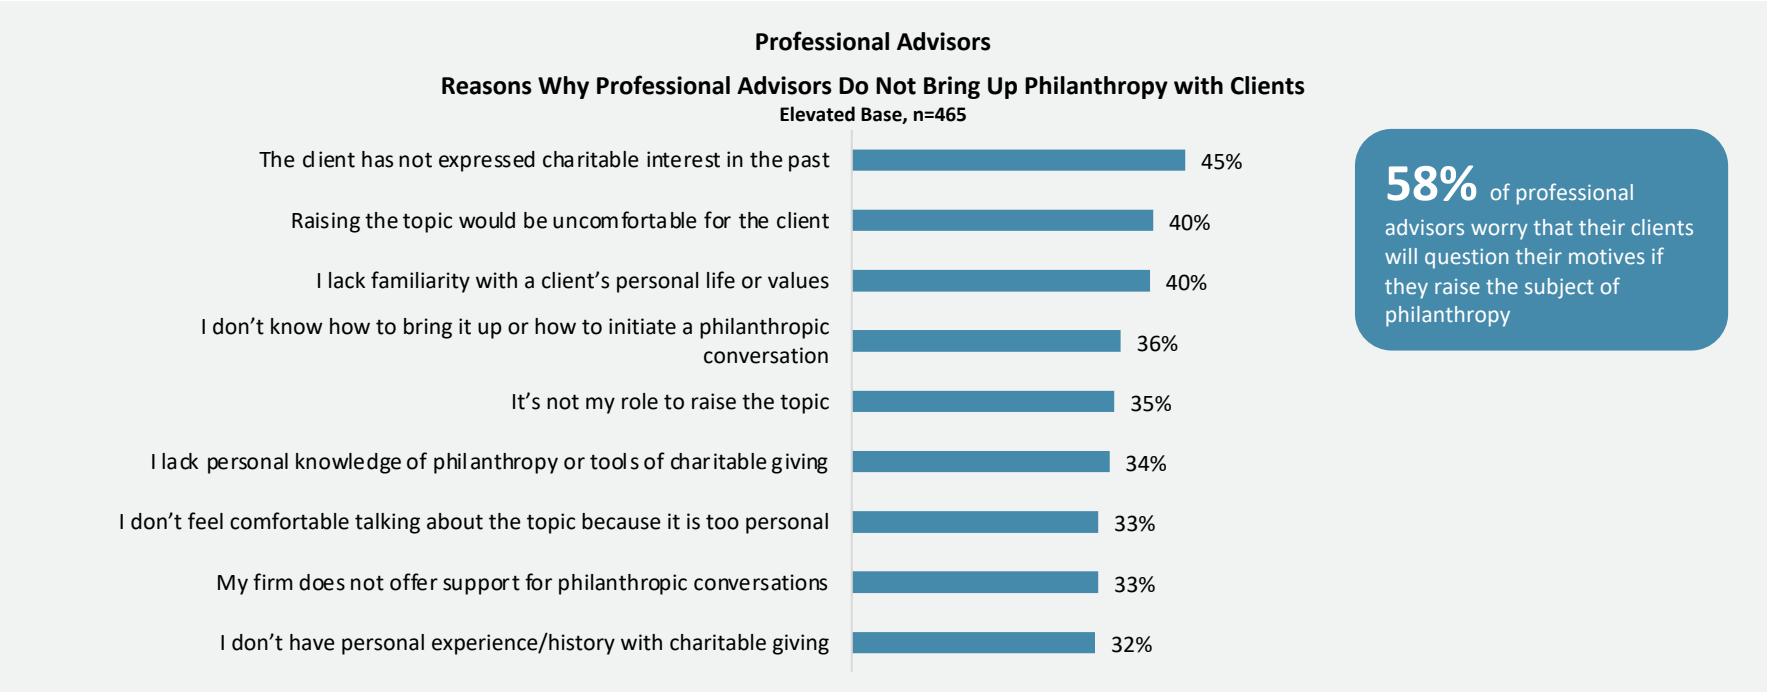 Professional Advisors
Reasons Why Professional Advisors Do Not Bring Up Philanthropy with Clients
Elevated Base, n=465
The client has not expressed charitable interest in the past 45%
Raising the topic would be uncomfortable for the client 40%
I lack familiarity with a client’s personal life or values 40%
I don’t know how to bring it up or how to initiate a philanthropic
conversation 36%
It’s not my role to raise the topic 35%
I lack personal knowledge of philanthropy or tools of charitable giving 34%
I don’t feel comfortable talking about the topic because it is too personal 33%
My firm does not offer support for philanthropic conversations 33%
I don’t have personal experience/history with charitable giving 32%
58% of professional
advisors worry that their clients
will question their motives if
they raise the subject of
philanthropy